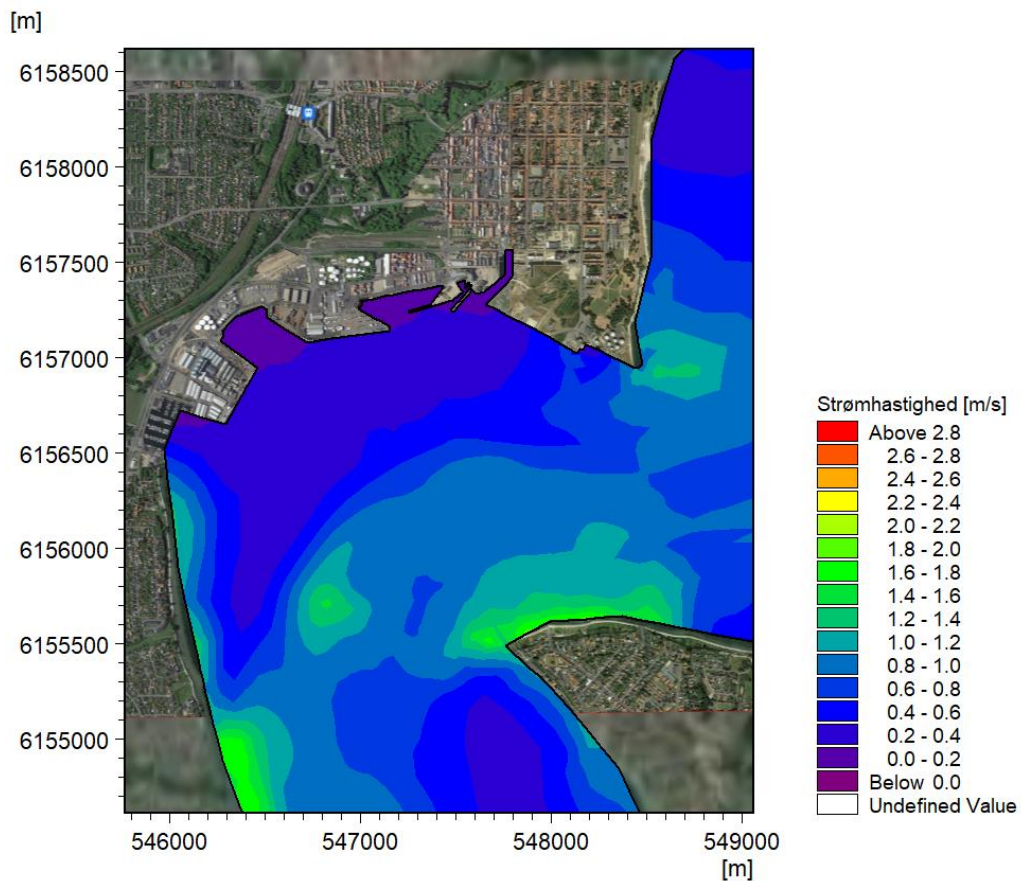 [m]
6158500
6158000
6157500
6157000
6156500
6156000
6155500
6155000
546000 547000 548000 549000
[m]
Strømhastighed [m/s]
Above 2.8
2.6 - 2.8
2.4 - 2.6
2.2 - 2.4
2.0 - 2.2
1.8 - 2.0
1.6 - 1.8
1.4 - 1.6
1.2 - 1.4
1.0 - 1.2
0.8 - 1.0
0.6 - 0.8
0.4 - 0.6
0.2 - 0.4
0.0 - 0.2
Below 0.0
Undefined Value